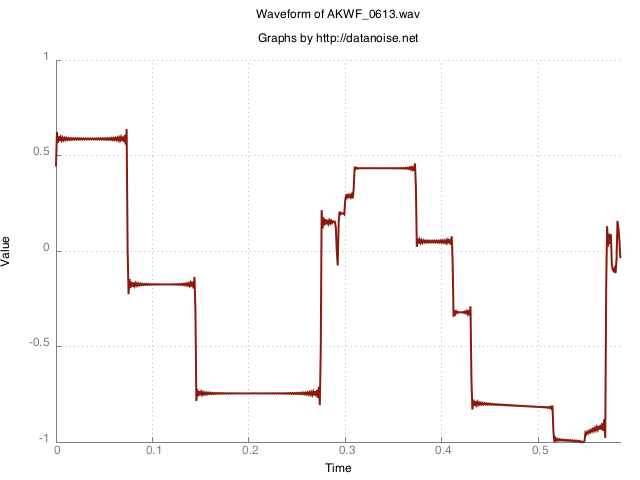 Waveform of AKWF_0613.wav
Graphs by http://datanoise.net
1
0.5
0
-0.5
-1
Value
0 0.1 0.2 0.3 0.4 0.5
Time